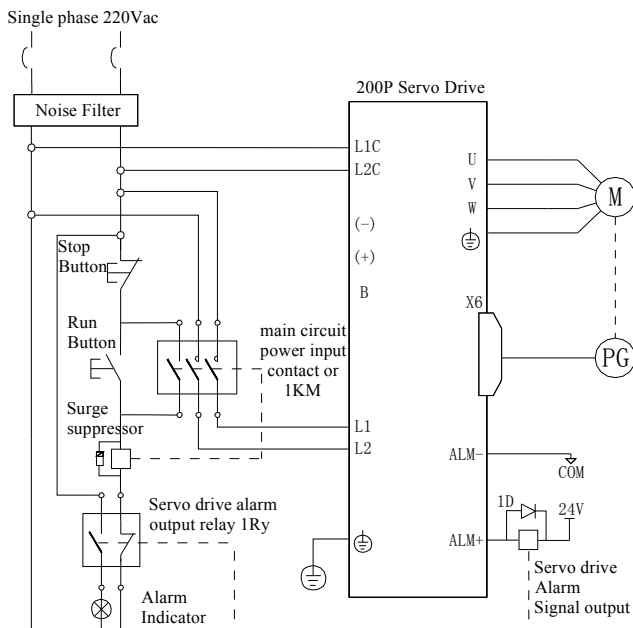 Single phase 220Vac
Noise Filter
200P Servo Drive
L1C
L2C
(-)
(+)
B
U
V
W
M
X6
PG
Stop
Button
Run
Button
main circuit
power input
contact or
1KM
Surge
suppressor
L1
L2
ALM-
COM
Servo drive alarm
output relay 1Ry
1D
24V
ALM+
Servo drive
Alarm
Signal output
Alarm
Indicator